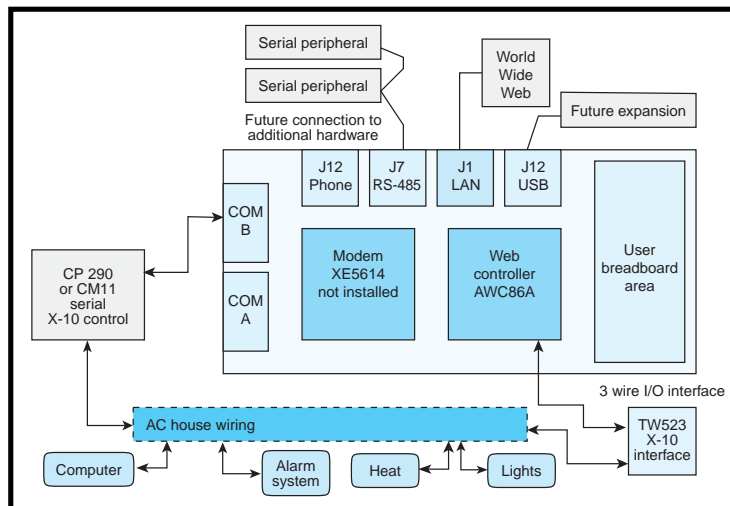 Serial peripheral
Serial peripheral
World
Wide
Web
Future expansion
Future connection to
additional hardware
J12
Phone
J7
RS-485
J1
LAN
J12
USB
COM
B
COM
A
Modem
XE5614
not installed
Web
controller
AWC86A
User
breadboard
area
CP 290
or CM11
serial
X-10 control
3 wire I/O interface
AC house wiring
TW523
X-10
interface
Computer
Alarm
system
Heat
Lights